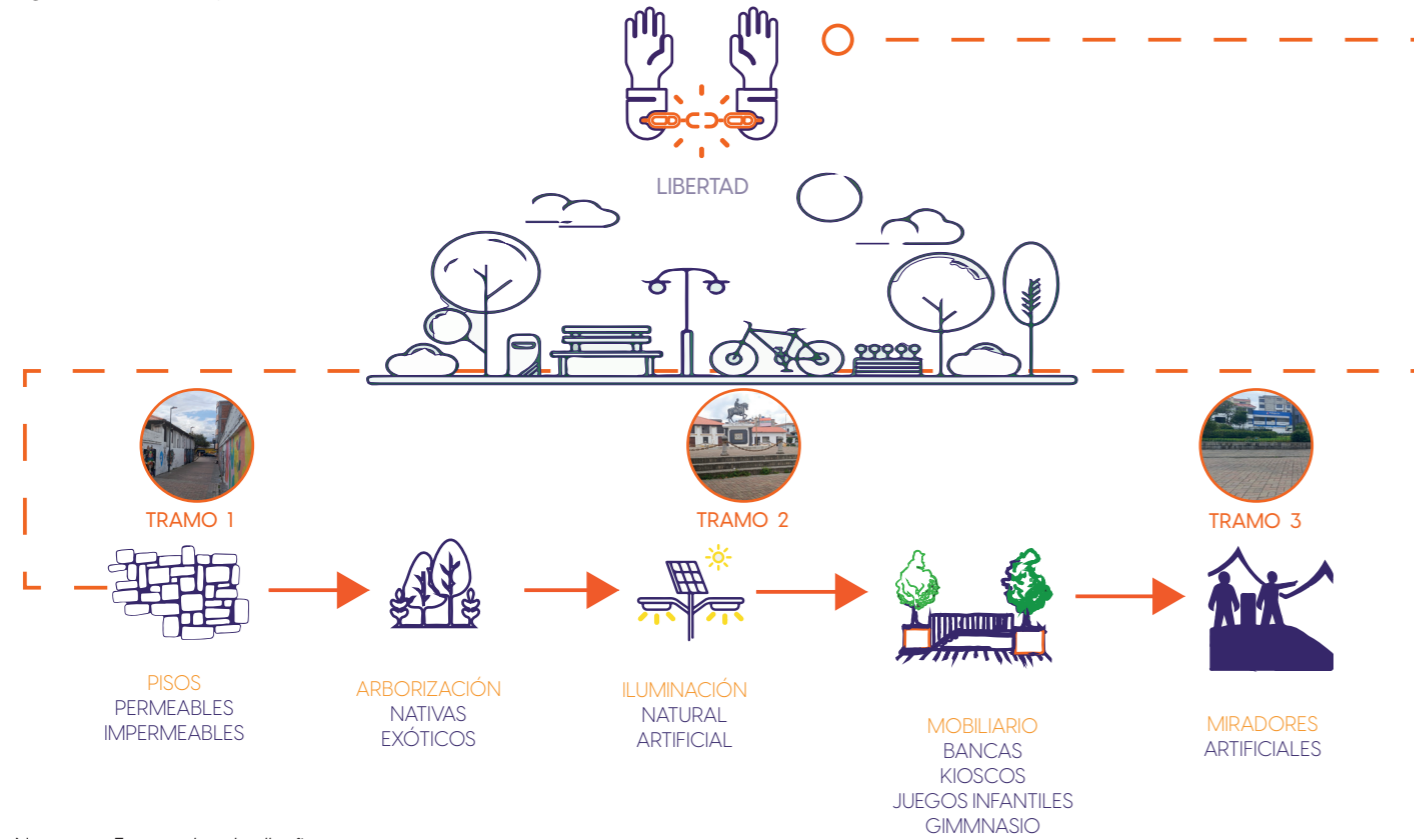 LIBERTAD
TRAMO 1
TRAMO 2
TRAMO 3
PISOS
PERMEABLES
IMPERMEABLES
ARBORIZACIÓN
NATIVAS
EXÓTICOS
ILUMINACIÓN
NATURAL
ARTIFICIAL
MOBILIARIO
BANCAS
KIOSCOS
JUEGOS INFANTILES
GIMMNASIO
MIRADORES
ARTIFICIALES